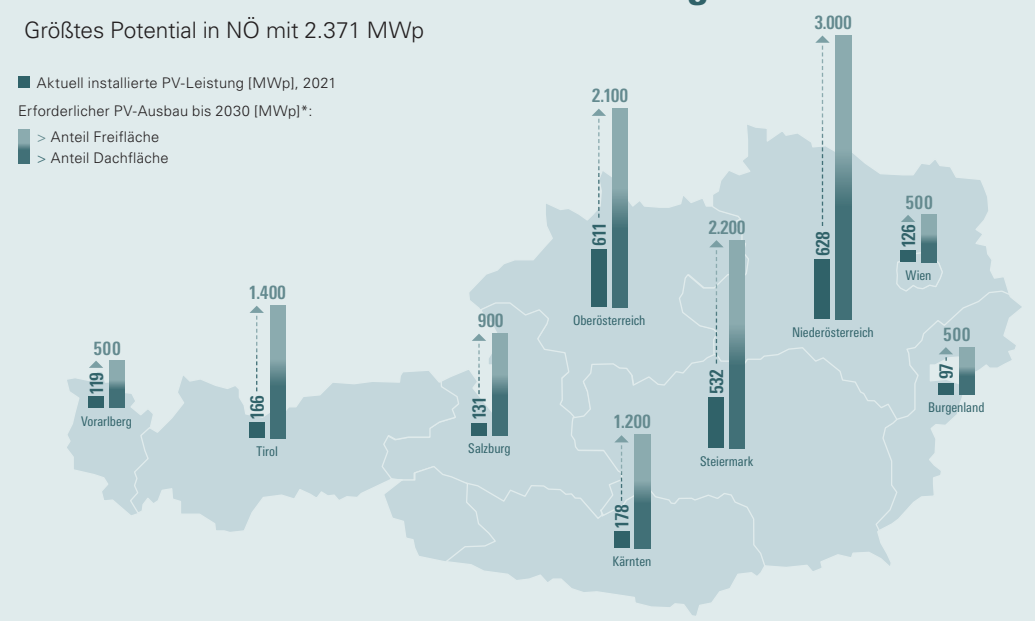 Größtes Potential in NÖ mit 2.371 MWp
Aktuell installierte PV-Leistung [MWp], 2021
Erforderlicher PV-Ausbau bis 2030 [MWp]*:
> Anteil Freifläche
> Anteil Dachfläche
500
119
Vorarlberg
1.400
166
Tirol
900
131
Salzburg
2.100
611
Oberösterreich
1.200
178
Kärnten
2.200
532
Steiermark
3.000
628
Niederösterreich
500
126
Wien
500
97
Burgenland